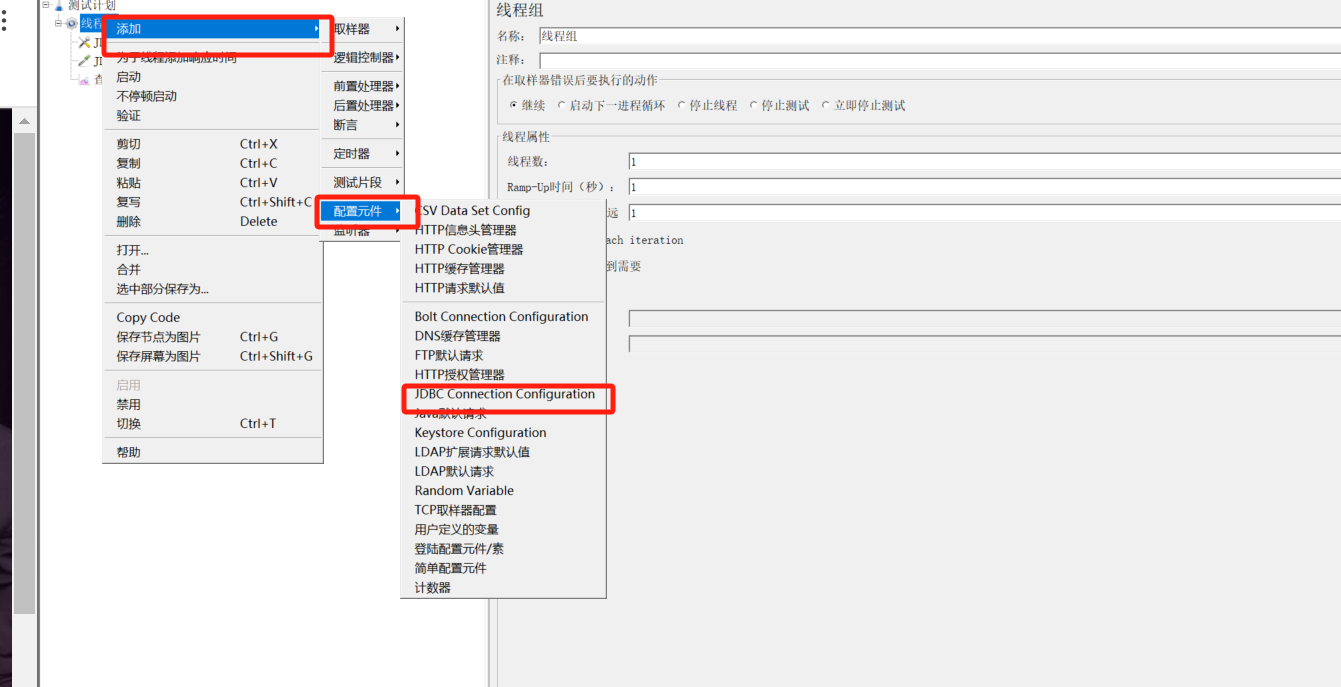 测试计划
线程
添加
为子线程添加响应时间
启动
不停顿启动
验证
剪切 Ctrl+X
复制 Ctrl+C
粘贴 Ctrl+V
复写 Ctrl+Shift+C
删除 Delete
打开...
合并
选中部分保存为...
Copy Code
保存节点为图片 Ctrl+G
保存屏幕为图片 Ctrl+Shift+G
启用
禁用
切换 Ctrl+T
帮助
取样器
逻辑控制器
前置处理器
后置处理器
断言
定时器
测试片段
配置元件
监听器
CSV Data Set Config
HTTP信息头管理器
HTTP Cookie管理器
HTTP缓存管理器
HTTP请求默认值
Bolt Connection Configuration
DNS缓存管理器
FTP默认请求
HTTP授权管理器
JDBC Connection Configuration
Java默认请求
Keystore Configuration
LDAP扩展请求默认值
LDAP默认请求
Random Variable
TCP取样器配置
用户定义的变量
登陆配置元件/素
简单配置元件
计数器
线程组
名称： 线程组
注释：
在取样器错误后要执行的动作
继续 启动下一进程循环 停止线程 停止测试 立即停止测试
线程属性
线程数： 1
Ramp-Up时间（秒）： 1
远 1
ach iteration
到需要